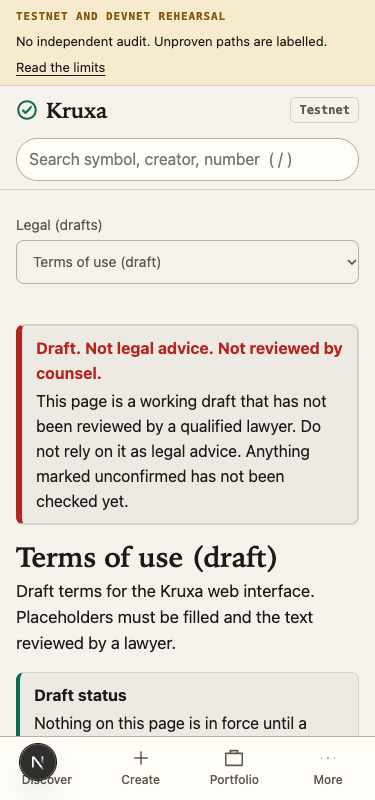 TESTNET AND DEVNET REHEARSAL
No independent audit. Unproven paths are labelled.
Read the limits
Kruxa
Testnet
Search symbol, creator, number ( / )
Legal (drafts)
Terms of use (draft)
Draft. Not legal advice. Not reviewed by
counsel.
This page is a working draft that has not
been reviewed by a qualified lawyer. Do
not rely on it as legal advice. Anything
marked unconfirmed has not been
checked yet.
Terms of use (draft)
Draft terms for the Kruxa web interface.
Placeholders must be filled and the text
reviewed by a lawyer.
Draft status
Nothing on this page is in force until a
N
Discover
Create
Portfolio
More